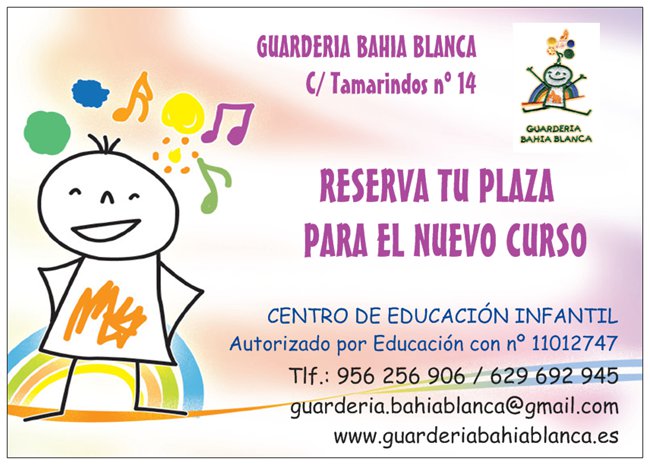 GUARDERIA BAHIA BLANCA
C/ Tamarindos nº 14
GUARDERIA
BAHIA BLANCA
RESERVA TU PLAZA
PARA EL NUEVO CURSO
CENTRO DE EDUCACIÓN INFANTIL
Autorizado por Educación con nº 11012747
Tlf.: 956 256 906 / 629 692 945
guarderia.bahiablanca@gmail.com
www.guarderiabahiablanca.es